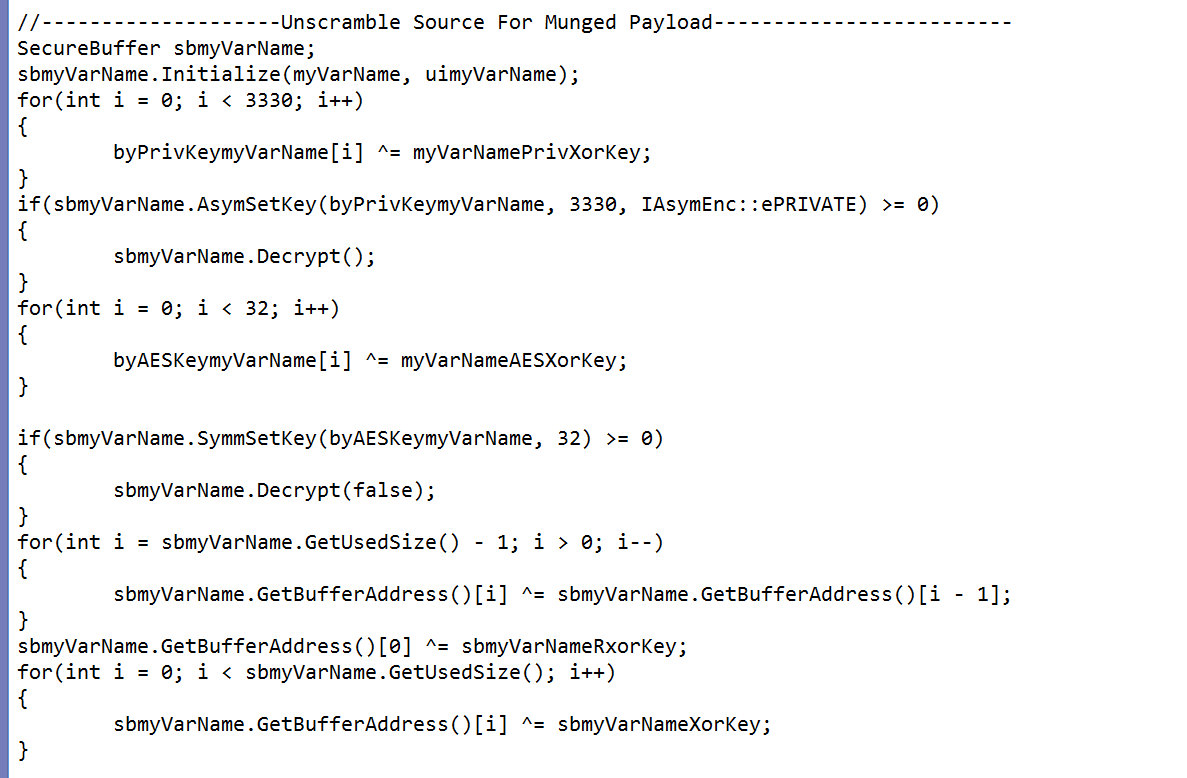 //--------------------Unscramble Source For Munged Payload-------------------------
SecureBuffer sbmyVarName;
sbmyVarName.Initialize(myVarName, uimyVarName);
for(int i = 0; i < 3330; i++)
{
        byPrivKeymyVarName[i] ^= myVarNamePrivXorKey;
}
if(sbmyVarName.AsymSetKey(byPrivKeymyVarName, 3330, IAsymEnc::ePRIVATE) >= 0)
{
        sbmyVarName.Decrypt();
}
for(int i = 0; i < 32; i++)
{
        byAESKeymyVarName[i] ^= myVarNameAESXorKey;
}

if(sbmyVarName.SymmSetKey(byAESKeymyVarName, 32) >= 0)
{
        sbmyVarName.Decrypt(false);
}
for(int i = sbmyVarName.GetUsedSize() - 1; i > 0; i--)
{
        sbmyVarName.GetBufferAddress()[i] ^= sbmyVarName.GetBufferAddress()[i - 1];
}
sbmyVarName.GetBufferAddress()[0] ^= sbmyVarNameRxorKey;
for(int i = 0; i < sbmyVarName.GetUsedSize(); i++)
{
        sbmyVarName.GetBufferAddress()[i] ^= sbmyVarNameXorKey;
}